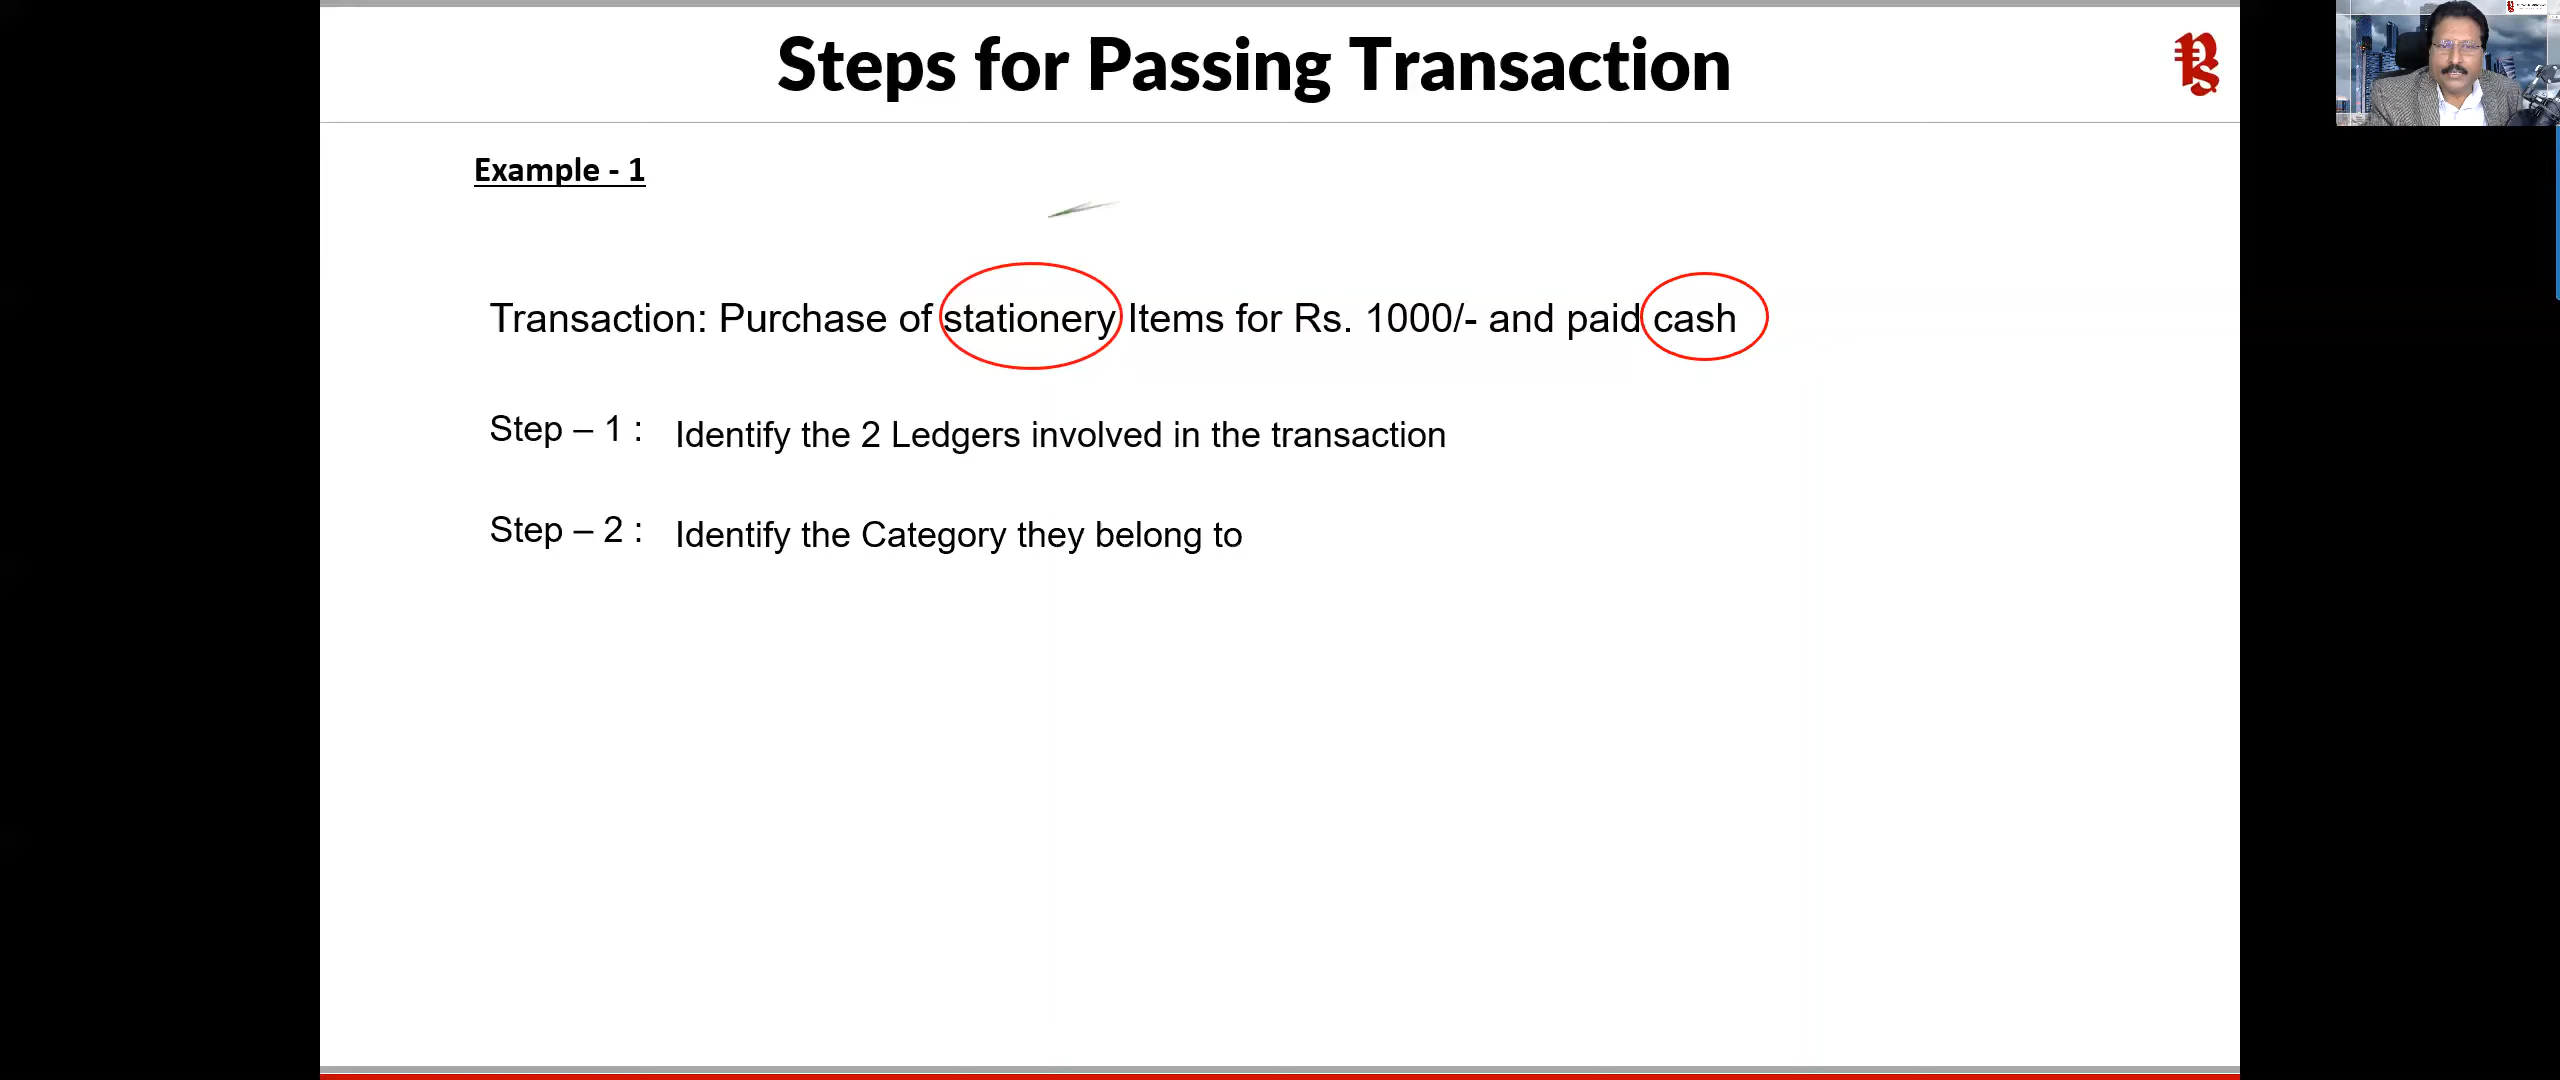 Steps for Passing Transaction
Example - 1
Transaction: Purchase of stationery Items for Rs. 1000/- and paid cash
Step – 1 : Identify the 2 Ledgers involved in the transaction
Step – 2 : Identify the Category they belong to